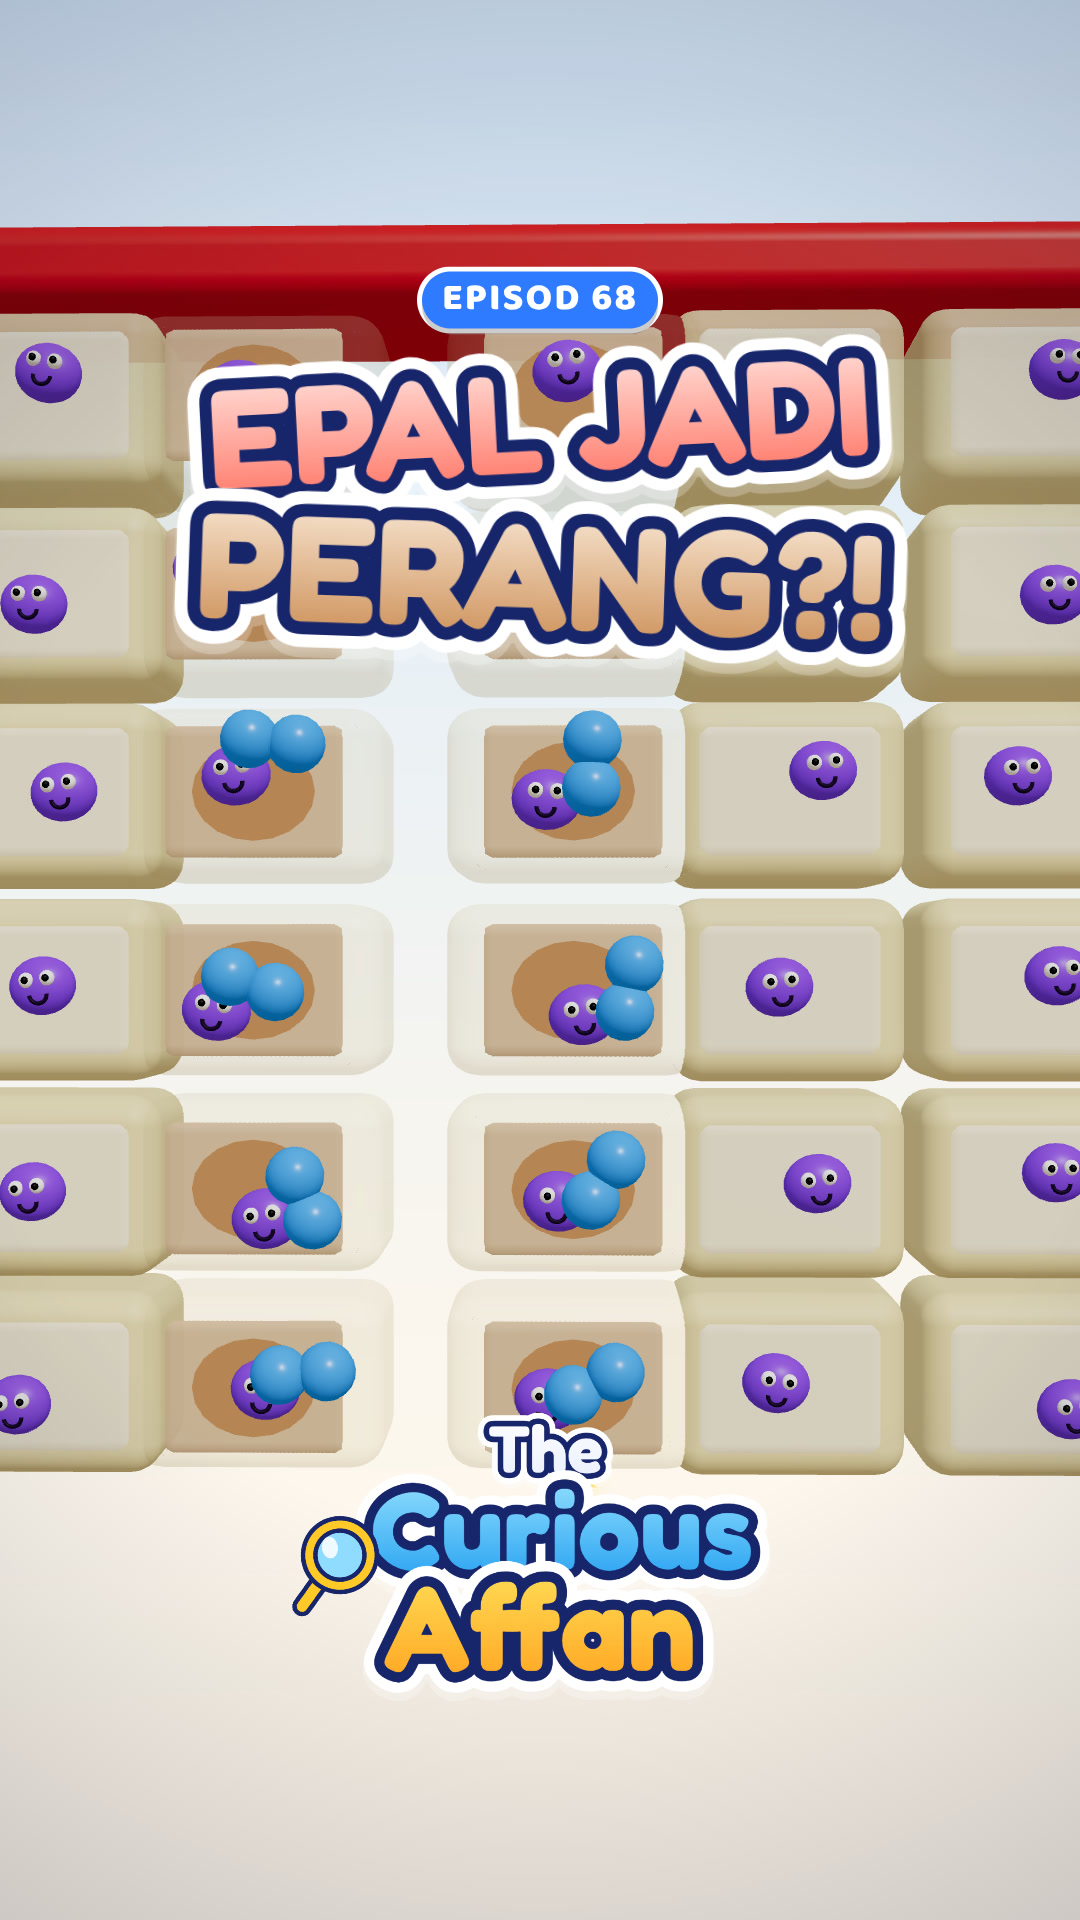 EPISOD 68
EPAL JADI
PERANG?!
The
Curious
Affan